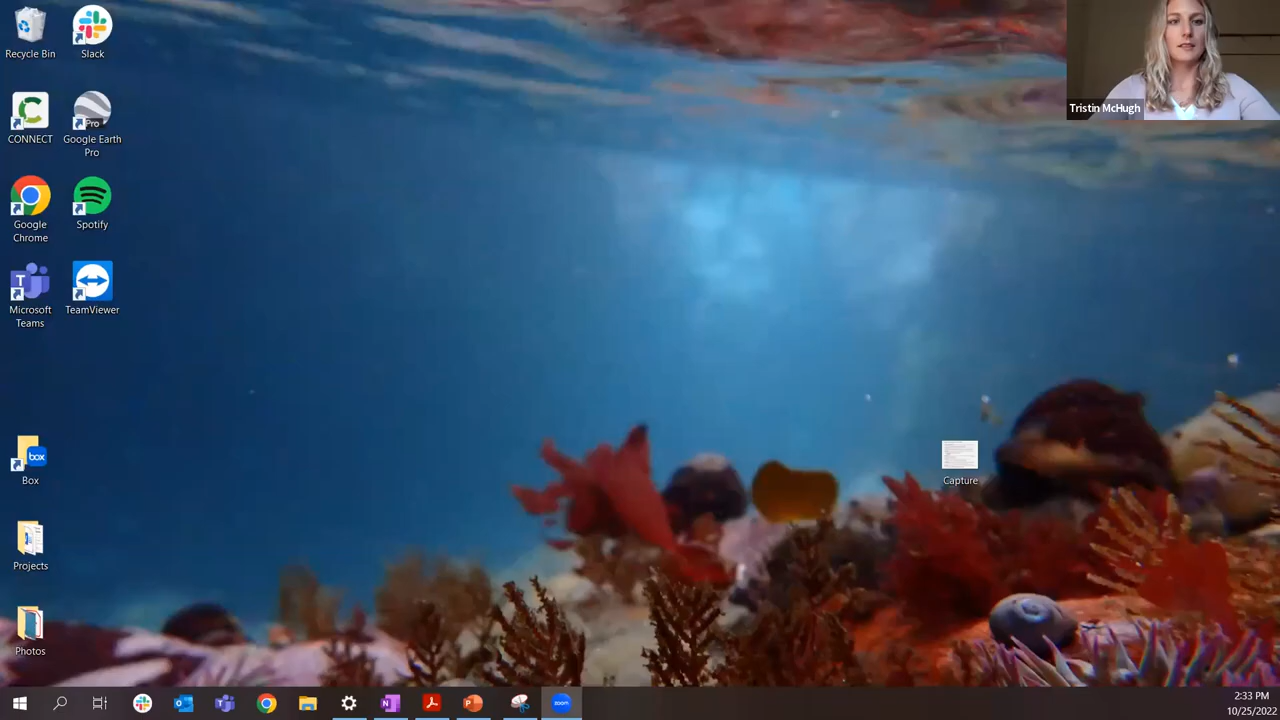 Recycle Bin
Slack
CONNECT
Google Earth
Pro
Google
Chrome
Spotify
Microsoft
Teams
TeamViewer
Box
Projects
Photos
Capture
Tristin McHugh
Pro
box
zoom
2:33 PM
10/25/2022